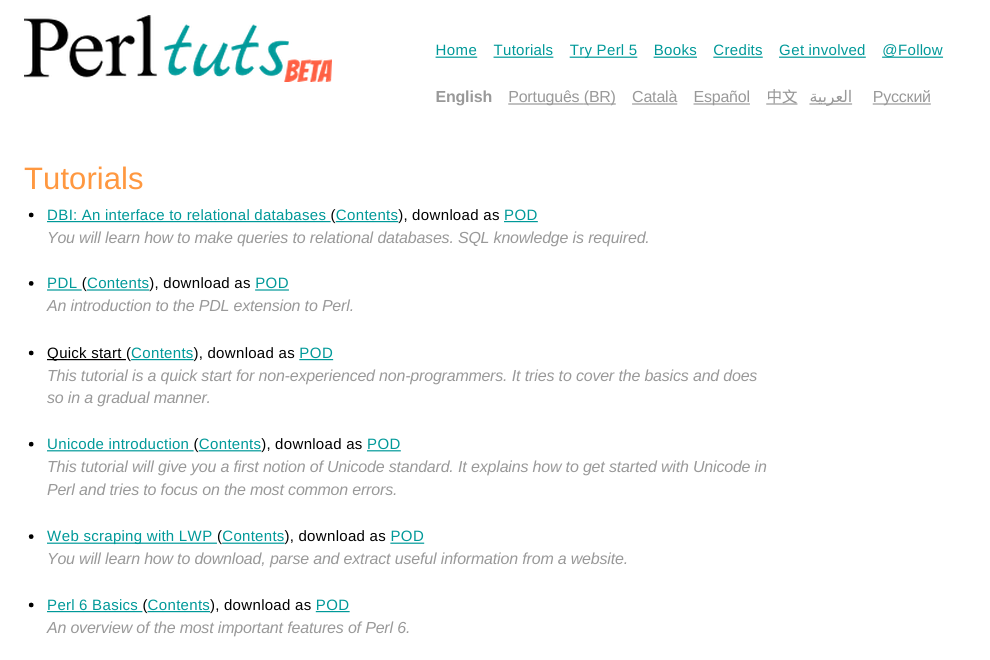 Perl tuts BETA
Home Tutorials Try Perl 5 Books Credits Get involved @Follow
English Português (BR) Català Español 中文 العربية Русский
Tutorials
DBI: An interface to relational databases (Contents), download as POD
You will learn how to make queries to relational databases. SQL knowledge is required.
PDL (Contents), download as POD
An introduction to the PDL extension to Perl.
Quick start (Contents), download as POD
This tutorial is a quick start for non-experienced non-programmers. It tries to cover the basics and does
so in a gradual manner.
Unicode introduction (Contents), download as POD
This tutorial will give you a first notion of Unicode standard. It explains how to get started with Unicode in
Perl and tries to focus on the most common errors.
Web scraping with LWP (Contents), download as POD
You will learn how to download, parse and extract useful information from a website.
Perl 6 Basics (Contents), download as POD
An overview of the most important features of Perl 6.